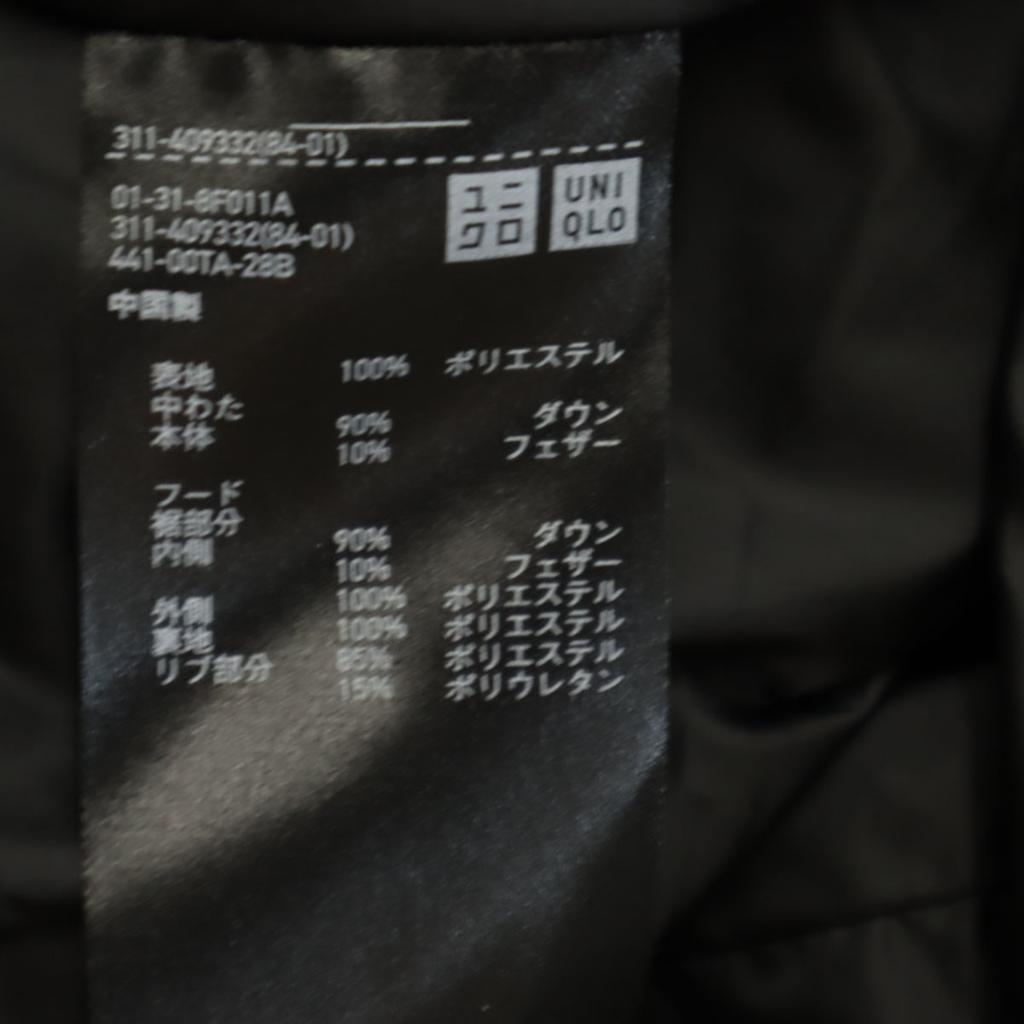 311-409332(84-01)
01-31-8F011A
311-409332(84-01)
441-00TA-28B
ユニクロ
UNIQLO
中国製
表地 100% ポリエステル
中わた
本体 90% ダウン
10% フェザー
フード
裾部分
内側 90% ダウン
10% フェザー
外側 100% ポリエステル
裏地 100% ポリエステル
リブ部分 85% ポリエステル
15% ポリウレタン